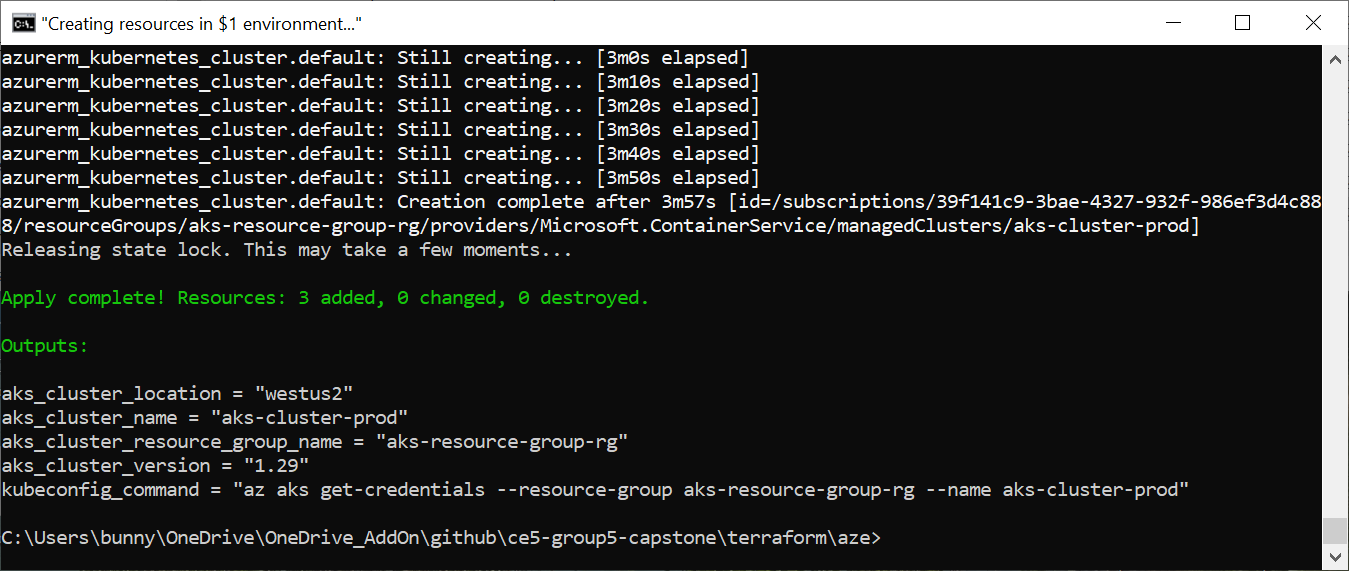 "Creating resources in $1 environment..."
azurerm_kubernetes_cluster.default: Still creating... [3m0s elapsed]
azurerm_kubernetes_cluster.default: Still creating... [3m10s elapsed]
azurerm_kubernetes_cluster.default: Still creating... [3m20s elapsed]
azurerm_kubernetes_cluster.default: Still creating... [3m30s elapsed]
azurerm_kubernetes_cluster.default: Still creating... [3m40s elapsed]
azurerm_kubernetes_cluster.default: Still creating... [3m50s elapsed]
azurerm_kubernetes_cluster.default: Creation complete after 3m57s [id=/subscriptions/39f141c9-3bae-4327-932f-986ef3d4c88
8/resourceGroups/aks-resource-group-rg/providers/Microsoft.ContainerService/managedClusters/aks-cluster-prod]
Releasing state lock. This may take a few moments...
Apply complete! Resources: 3 added, 0 changed, 0 destroyed.
Outputs:
aks_cluster_location = "westus2"
aks_cluster_name = "aks-cluster-prod"
aks_cluster_resource_group_name = "aks-resource-group-rg"
aks_cluster_version = "1.29"
kubeconfig_command = "az aks get-credentials --resource-group aks-resource-group-rg --name aks-cluster-prod"
C:\Users\bunny\OneDrive\OneDrive_AddOn\github\ce5-group5-capstone\terraform\aze>